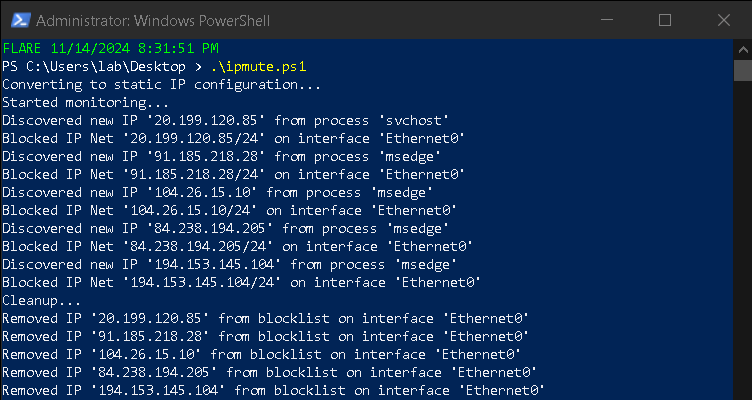 Administrator: Windows PowerShell
FLARE 11/14/2024 8:31:51 PM
PS C:\Users\lab\Desktop > .\ipmute.ps1
Converting to static IP configuration...
Started monitoring...
Discovered new IP '20.199.120.85' from process 'svchost'
Blocked IP Net '20.199.120.85/24' on interface 'Ethernet0'
Discovered new IP '91.185.218.28' from process 'msedge'
Blocked IP Net '91.185.218.28/24' on interface 'Ethernet0'
Discovered new IP '104.26.15.10' from process 'msedge'
Blocked IP Net '104.26.15.10/24' on interface 'Ethernet0'
Discovered new IP '84.238.194.205' from process 'msedge'
Blocked IP Net '84.238.194.205/24' on interface 'Ethernet0'
Discovered new IP '194.153.145.104' from process 'msedge'
Blocked IP Net '194.153.145.104/24' on interface 'Ethernet0'
Cleanup...
Removed IP '20.199.120.85' from blocklist on interface 'Ethernet0'
Removed IP '91.185.218.28' from blocklist on interface 'Ethernet0'
Removed IP '104.26.15.10' from blocklist on interface 'Ethernet0'
Removed IP '84.238.194.205' from blocklist on interface 'Ethernet0'
Removed IP '194.153.145.104' from blocklist on interface 'Ethernet0'